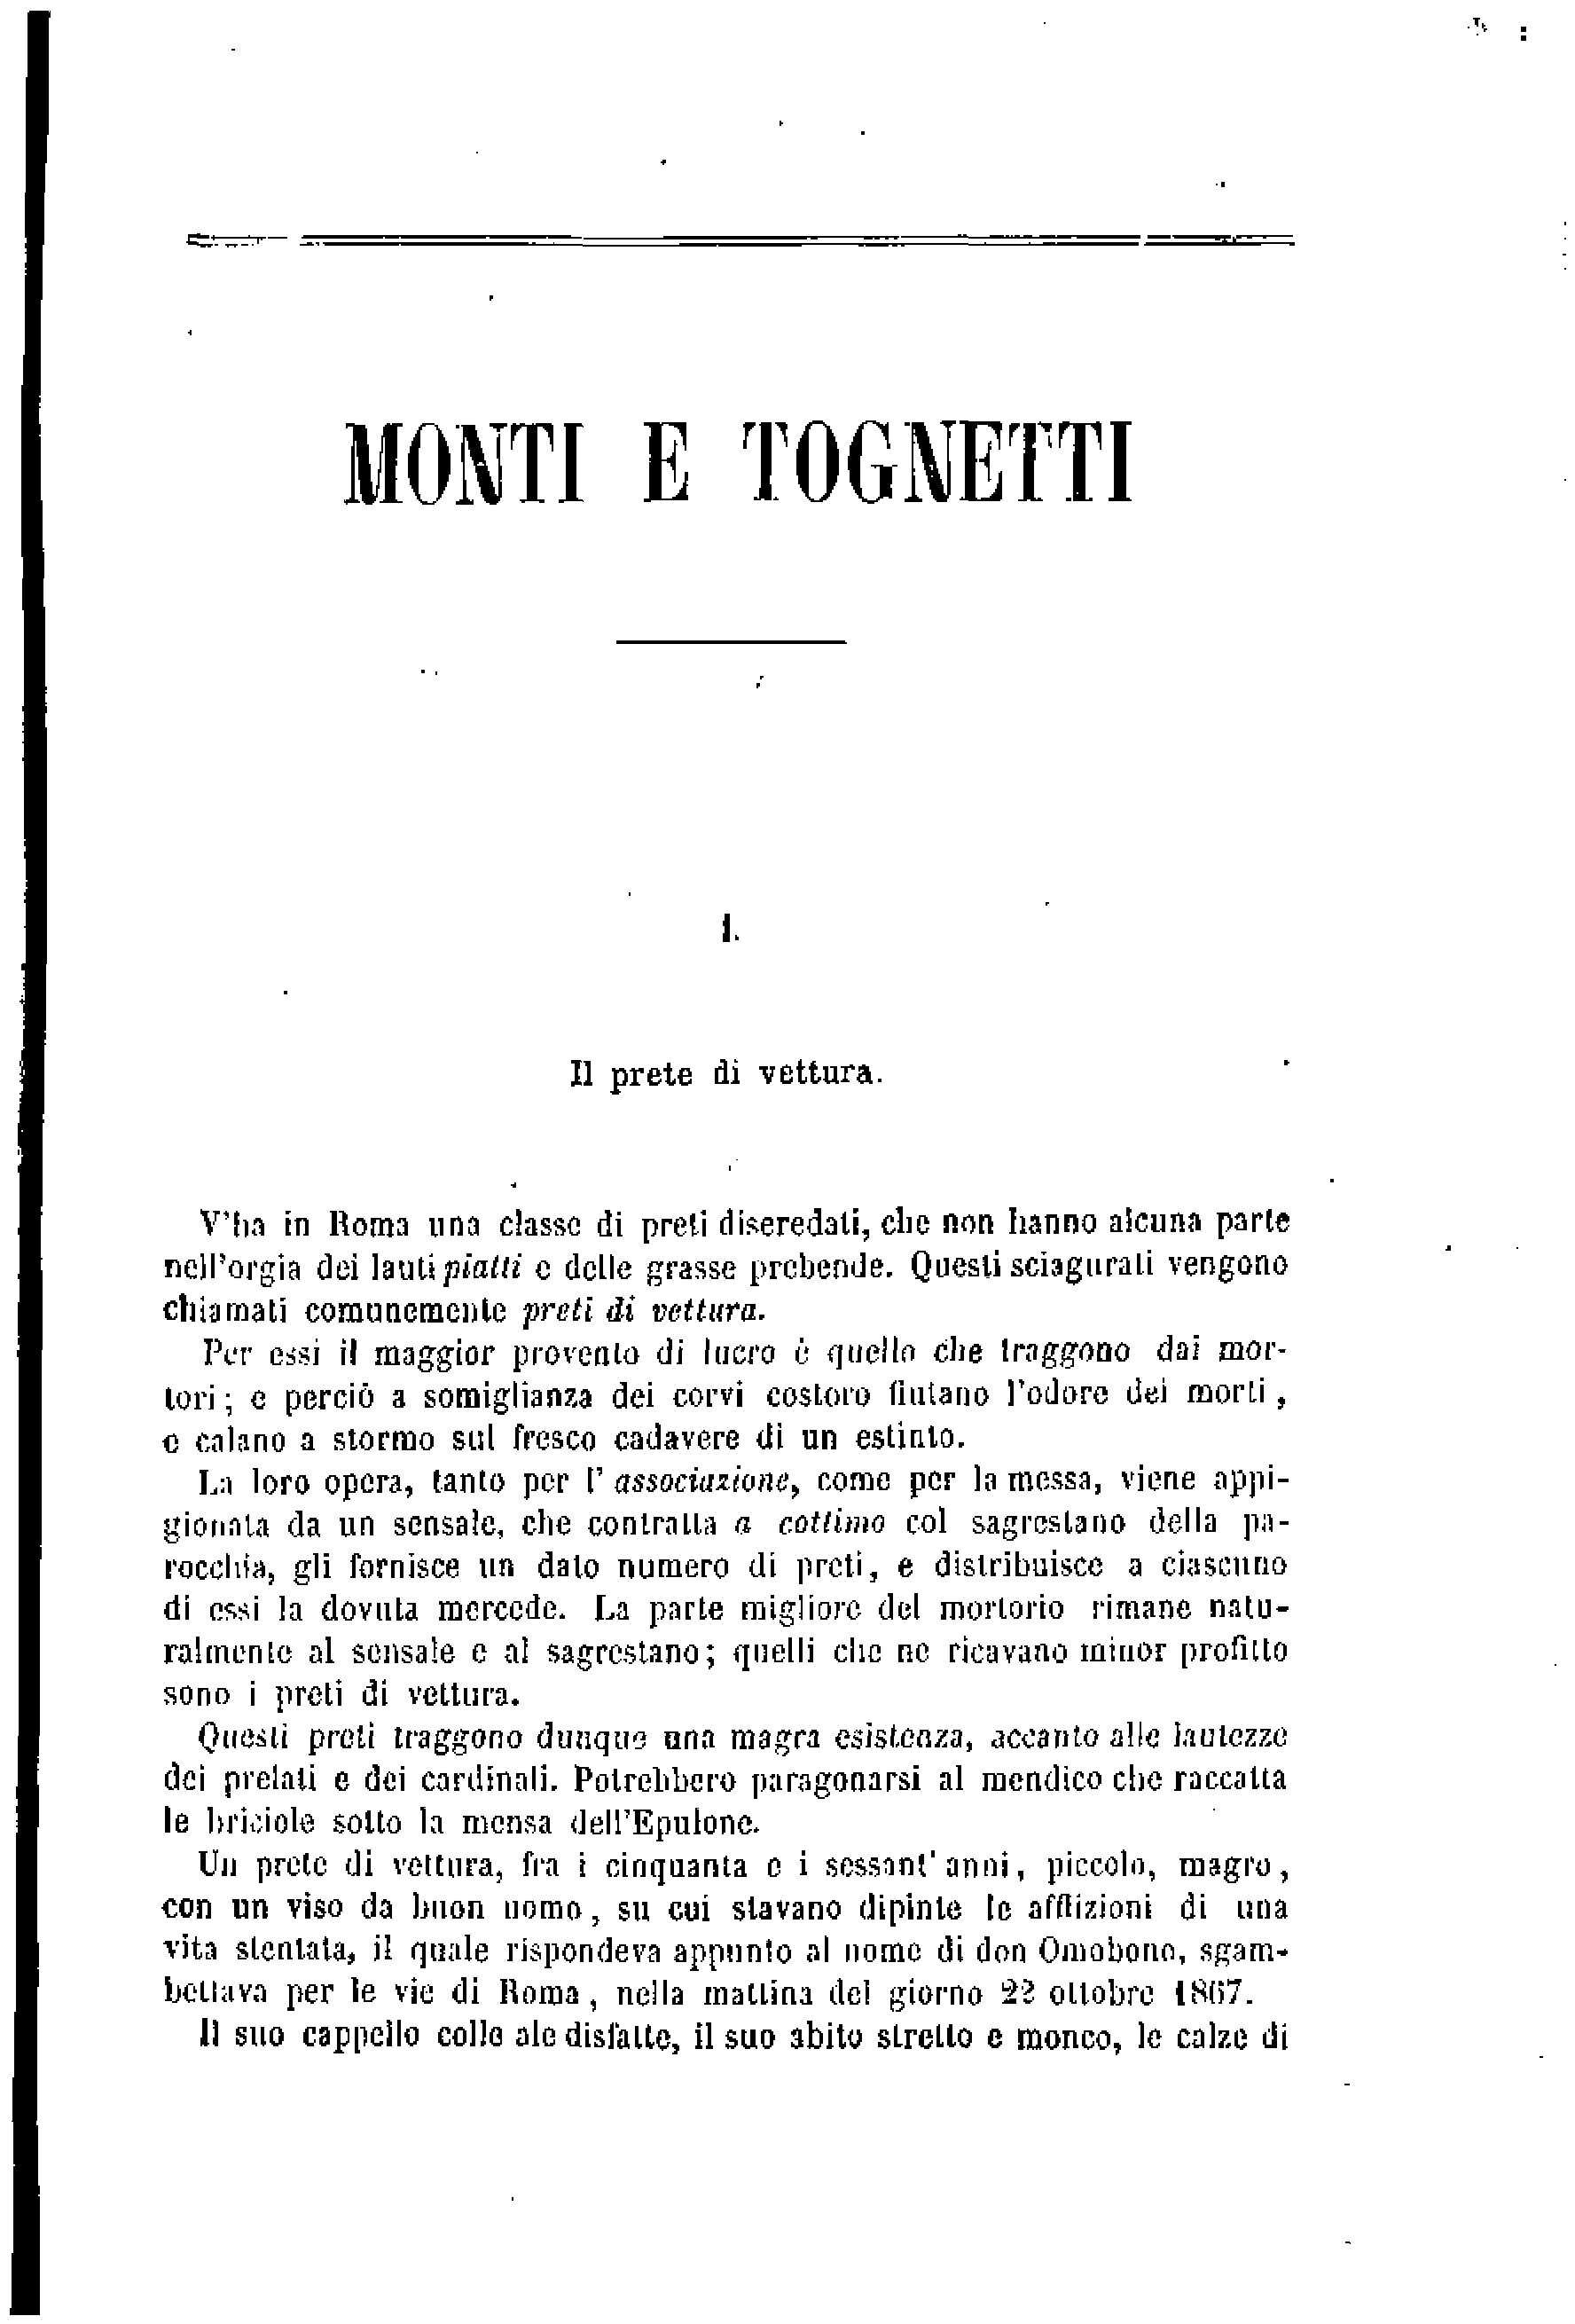 MONTI E TOGNETTI
I.
Il prete di vettura.
V'ha in Roma una classe di preti diseredati, che non hanno alcuna parte
nell'orgia dei lauti piatti e delle grasse prebende. Questi sciagurati vengono
chiamati comunemente preti di vettura.
Per essi il maggior provento di lucro è quello che traggono dai mor-
tori; e perciò a somiglianza dei corvi costoro fiutano l'odore dei morti,
e calano a stormo sul fresco cadavere di un estinto.
La loro opera, tanto per l'associazione, come per la messa, viene appi-
gionata da un sensale, che contratta a cottimo col sagrestano della pa-
rocchia, gli fornisce un dato numero di preti, e distribuisce a ciascuno
di essi la dovuta mercede. La parte migliore del mortorio rimane natu-
ralmente al sensale e al sagrestano; quelli che ne ricavano minor profitto
sono i preti di vettura.
Questi preti traggono dunque una magra esistenza, accanto alle lautezze
dei prelati e dei cardinali. Potrebbero paragonarsi al mendico che raccatta
le briciole sotto la mensa dell'Epulone.
Un prete di vettura, fra i cinquanta e i sessant'anni, piccolo, magro,
con un viso da buon uomo, su cui stavano dipinte le afflizioni di una
vita stentata, il quale rispondeva appunto al nome di don Omobono, sgam-
bettava per le vie di Roma, nella mattina del giorno 22 ottobre 1867.
Il suo cappello colle ale disfatte, il suo abito stretto e monco, le calze di